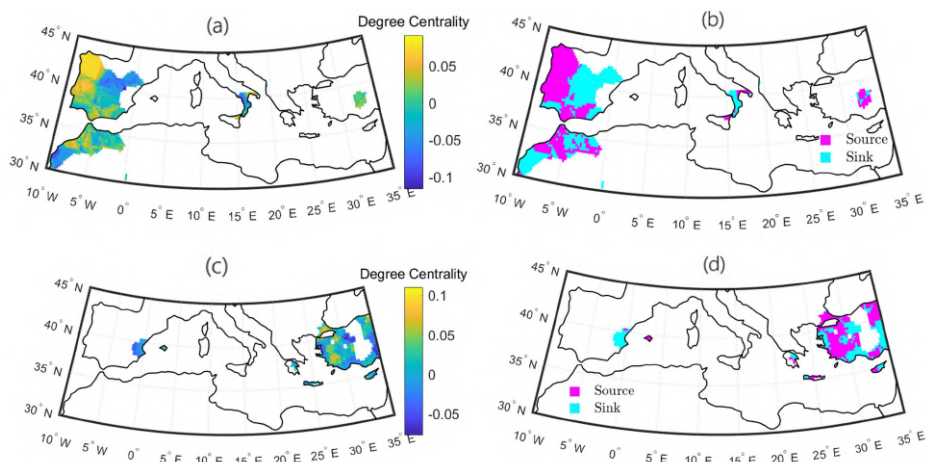 (a)
Degree Centrality
45° N
40° N
35° N
30° N
10° W
5° W
0°
5° E
10° E
15° E
20° E
25° E
30° E
35° E
0.05
0
-0.05
-0.1
(b)
45° N
40° N
35° N
30° N
10° W
5° W
0°
5° E
10° E
15° E
20° E
25° E
30° E
35° E
Source
Sink
(c)
Degree Centrality
45° N
40° N
35° N
30° N
10° W
5° W
0°
5° E
10° E
15° E
20° E
25° E
30° E
35° E
0.1
0.05
0
-0.05
(d)
45° N
40° N
35° N
30° N
10° W
5° W
0°
5° E
10° E
15° E
20° E
25° E
30° E
35° E
Source
Sink